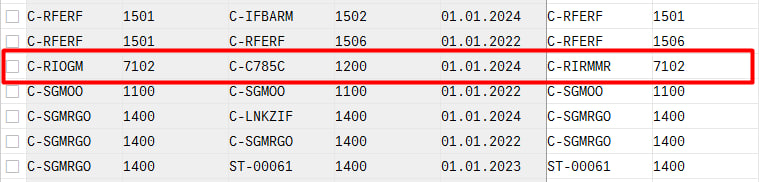 C-RFERF 1501 C-IFBARM 1502 01.01.2024 C-RFERF 1501
C-RFERF 1501 C-RFERF 1506 01.01.2022 C-RFERF 1506
C-RIOGM 7102 C-C785C 1200 01.01.2024 C-RIRMMR 7102
C-SGMOO 1100 C-SGMOO 1100 01.01.2022 C-SGMOO 1100
C-SGMRGO 1400 C-LNKZIF 1400 01.01.2024 C-SGMRGO 1400
C-SGMRGO 1400 C-SGMRGO 1400 01.01.2022 C-SGMRGO 1400
C-SGMRGO 1400 ST-00061 1400 01.01.2023 ST-00061 1400